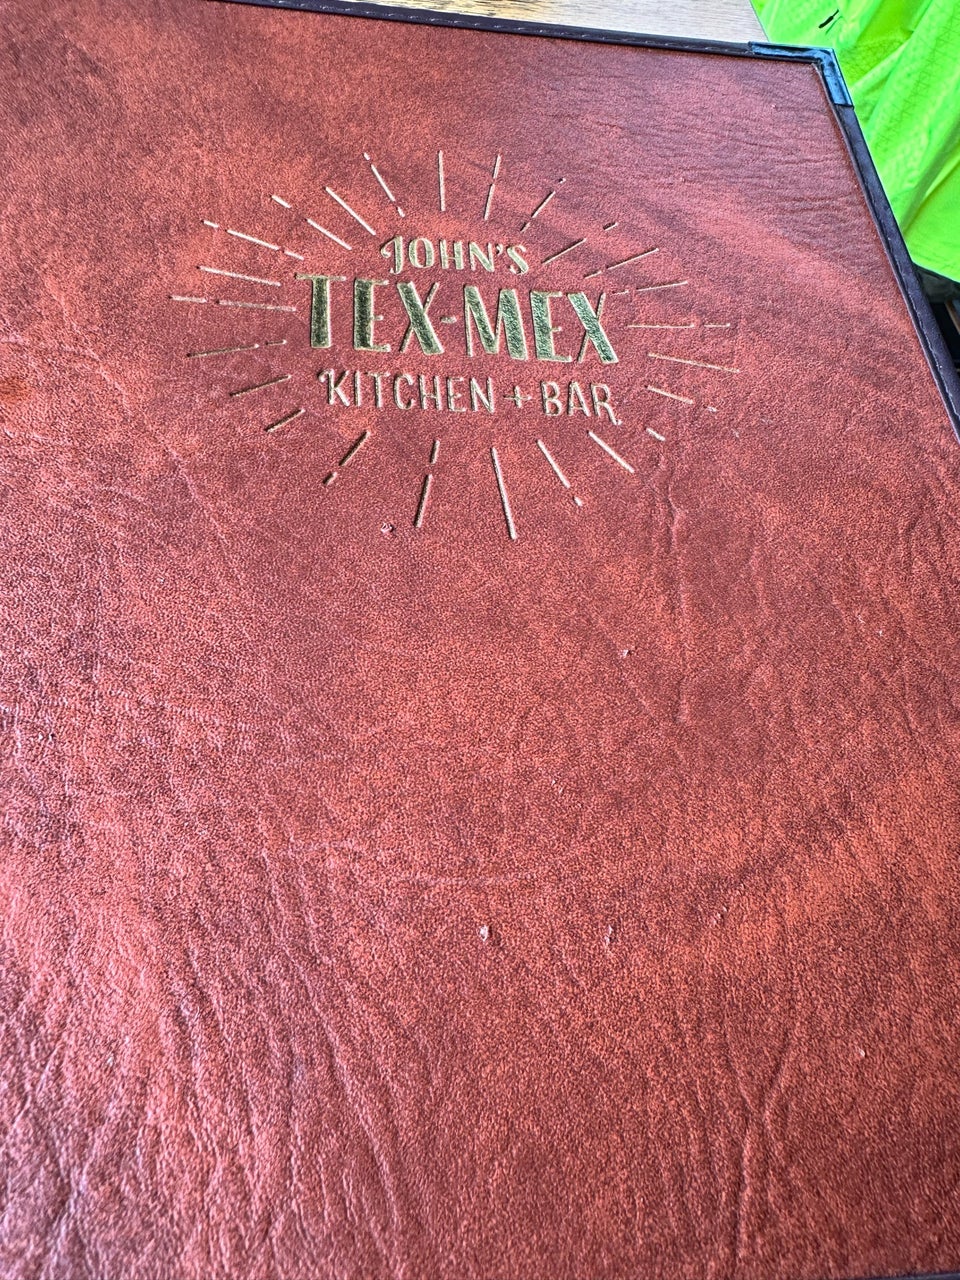 JOHN'S
TEX-MEX
KITCHEN + BAR